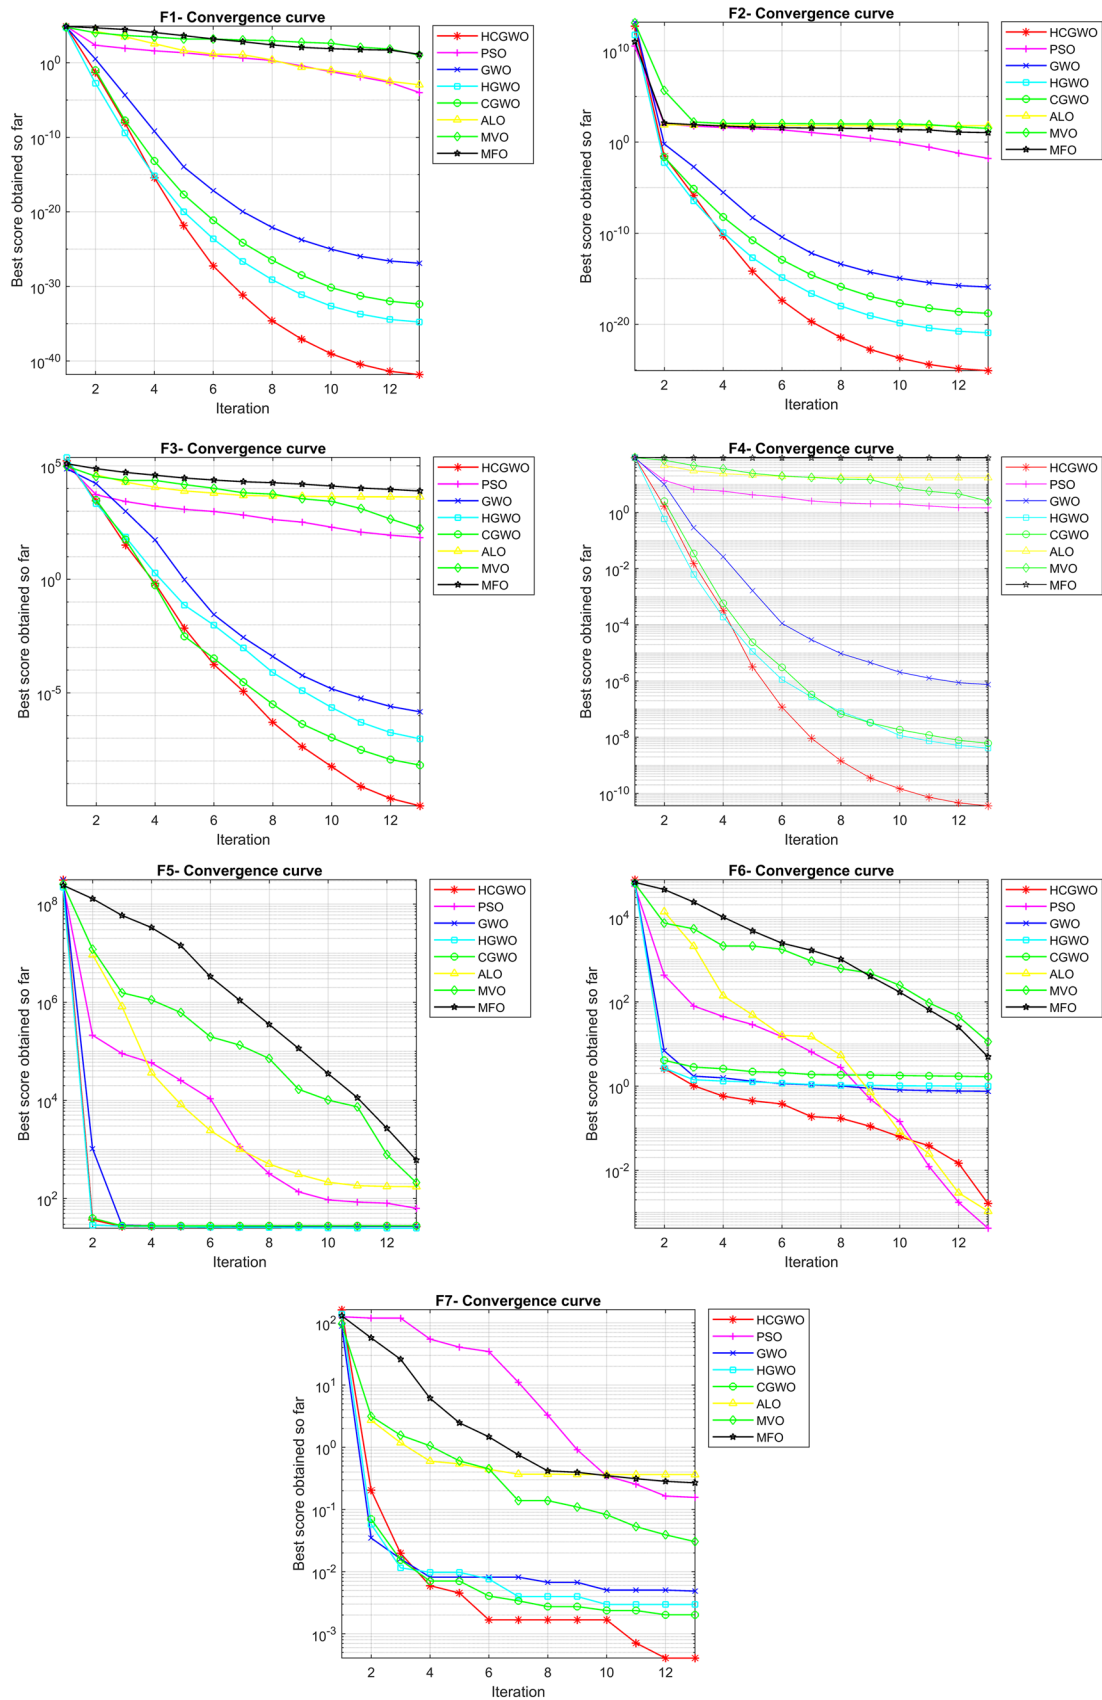 F1- Convergence curve
Best score obtained so far
10^0
10^-10
10^-20
10^-30
10^-40
2 4 6 8 10 12
Iteration
HCGWO
PSO
GWO
HGWO
CGWO
ALO
MVO
MFO
F2- Convergence curve
Best score obtained so far
10^10
10^0
10^-10
10^-20
2 4 6 8 10 12
Iteration
HCGWO
PSO
GWO
HGWO
CGWO
ALO
MVO
MFO
F3- Convergence curve
Best score obtained so far
10^5
10^0
10^-5
2 4 6 8 10 12
Iteration
HCGWO
PSO
GWO
HGWO
CGWO
ALO
MVO
MFO
F4- Convergence curve
Best score obtained so far
10^0
10^-2
10^-4
10^-6
10^-8
10^-10
2 4 6 8 10 12
Iteration
HCGWO
PSO
GWO
HGWO
CGWO
ALO
MVO
MFO
F5- Convergence curve
Best score obtained so far
10^8
10^6
10^4
10^2
2 4 6 8 10 12
Iteration
HCGWO
PSO
GWO
HGWO
CGWO
ALO
MVO
MFO
F6- Convergence curve
Best score obtained so far
10^4
10^2
10^0
10^-2
2 4 6 8 10 12
Iteration
HCGWO
PSO
GWO
HGWO
CGWO
ALO
MVO
MFO
F7- Convergence curve
Best score obtained so far
10^2
10^1
10^0
10^-1
10^-2
10^-3
2 4 6 8 10 12
Iteration
HCGWO
PSO
GWO
HGWO
CGWO
ALO
MVO
MFO